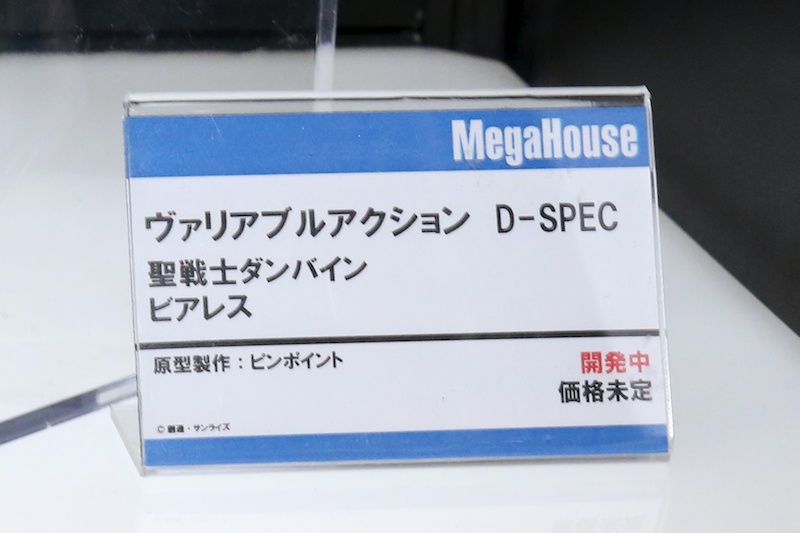 MegaHouse
ヴァリアブルアクション D-SPEC
聖戦士ダンバイン
ビアレス
原型製作：ピンポイント
開発中
価格未定
© 創通・サンライズ